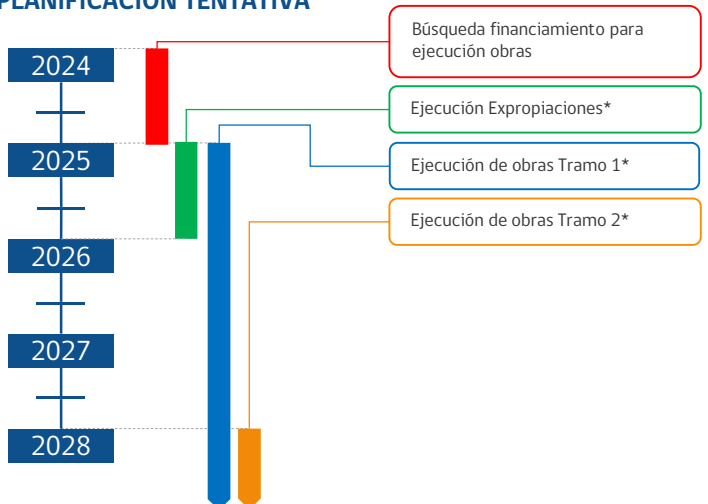 PLANIFICACIÓN TENTATIVA
2024
2025
2026
2027
2028
Búsqueda financiamiento para
ejecución obras
Ejecución Expropiaciones*
Ejecución de obras Tramo 1*
Ejecución de obras Tramo 2*